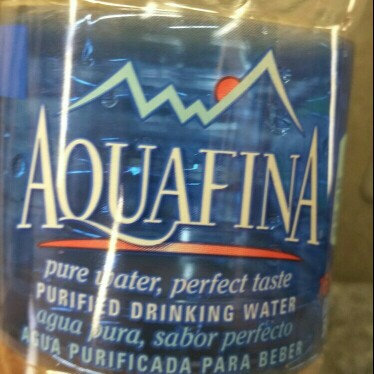 AQUAFINA
pure water, perfect taste
PURIFIED DRINKING WATER
agua pura, sabor perfecto
AGUA PURIFICADA PARA BEBER